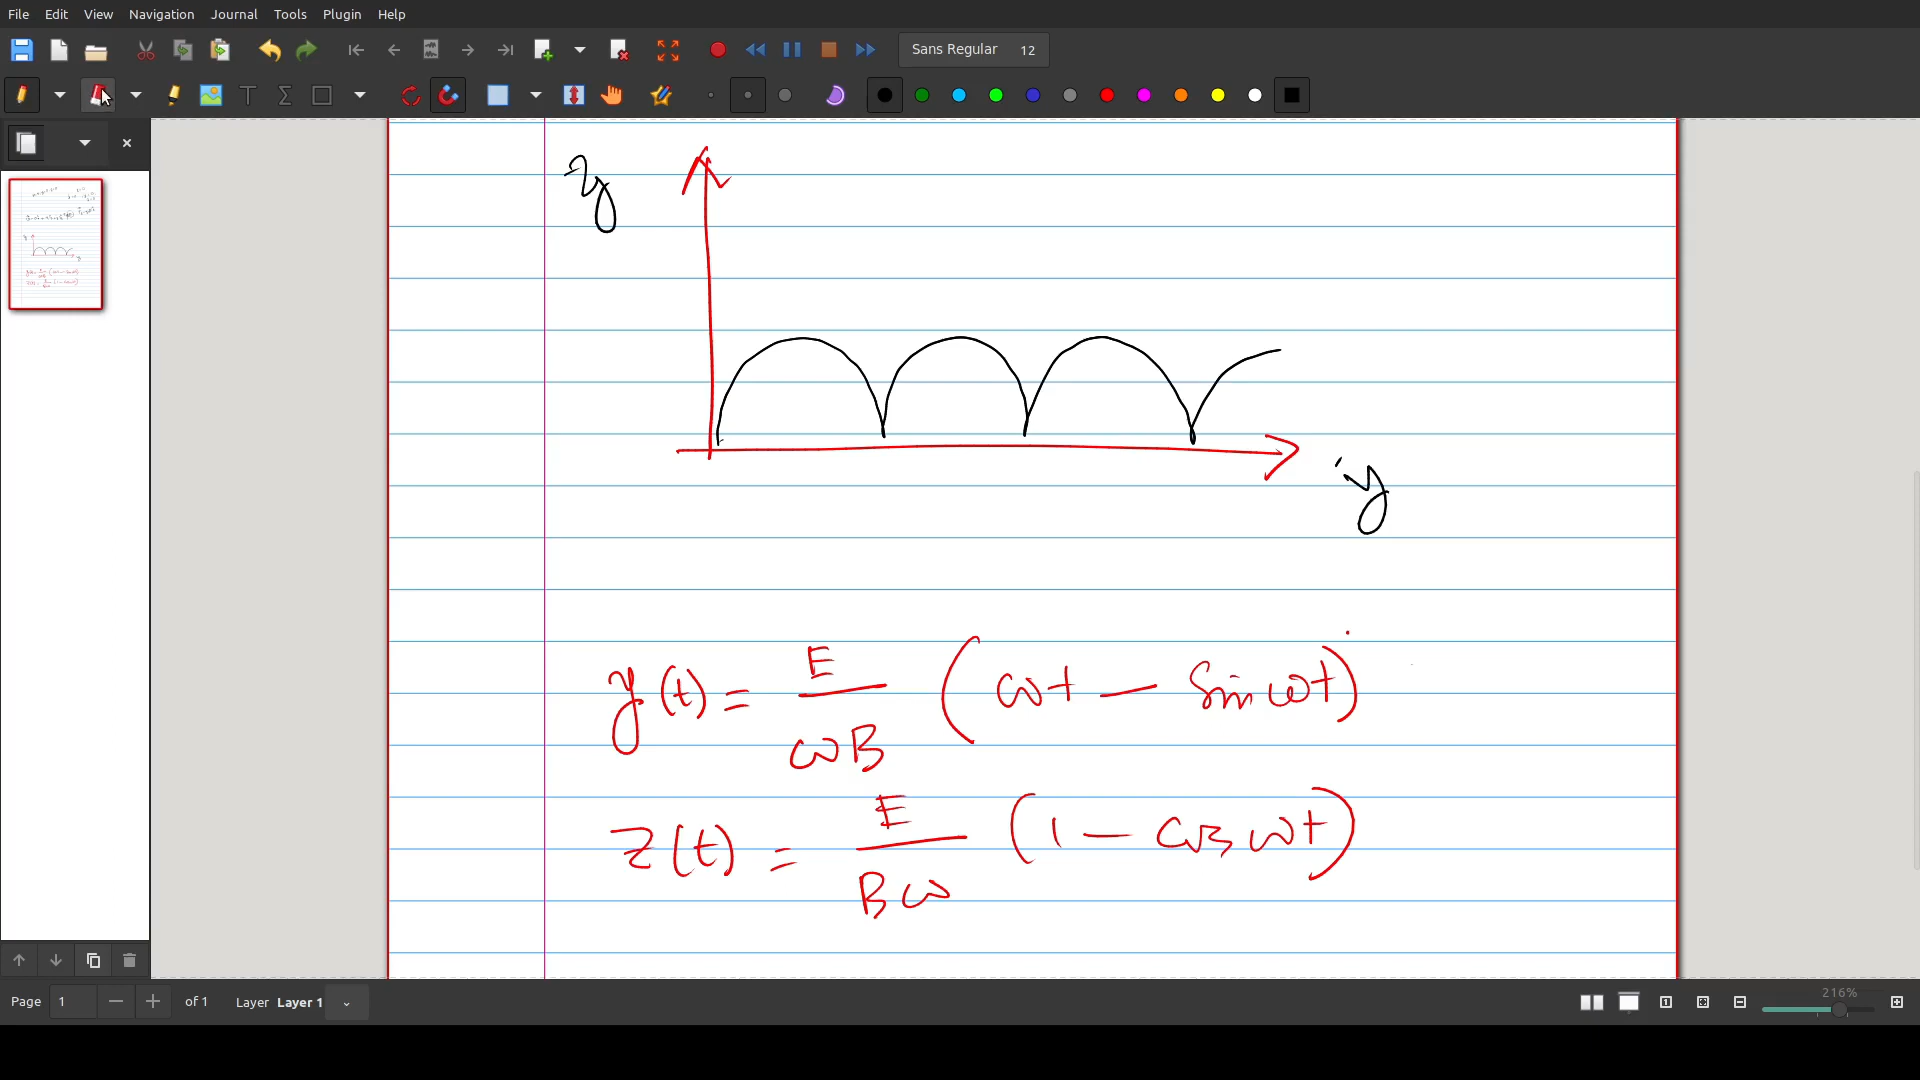 File Edit View Navigation Journal Tools Plugin Help
Sans Regular 12
y
y(t) = E/ωB (ωt − sin ωt)
z(t) = E/Bω (1 − cos ωt)
216%
Page 1 of 1 Layer Layer 1